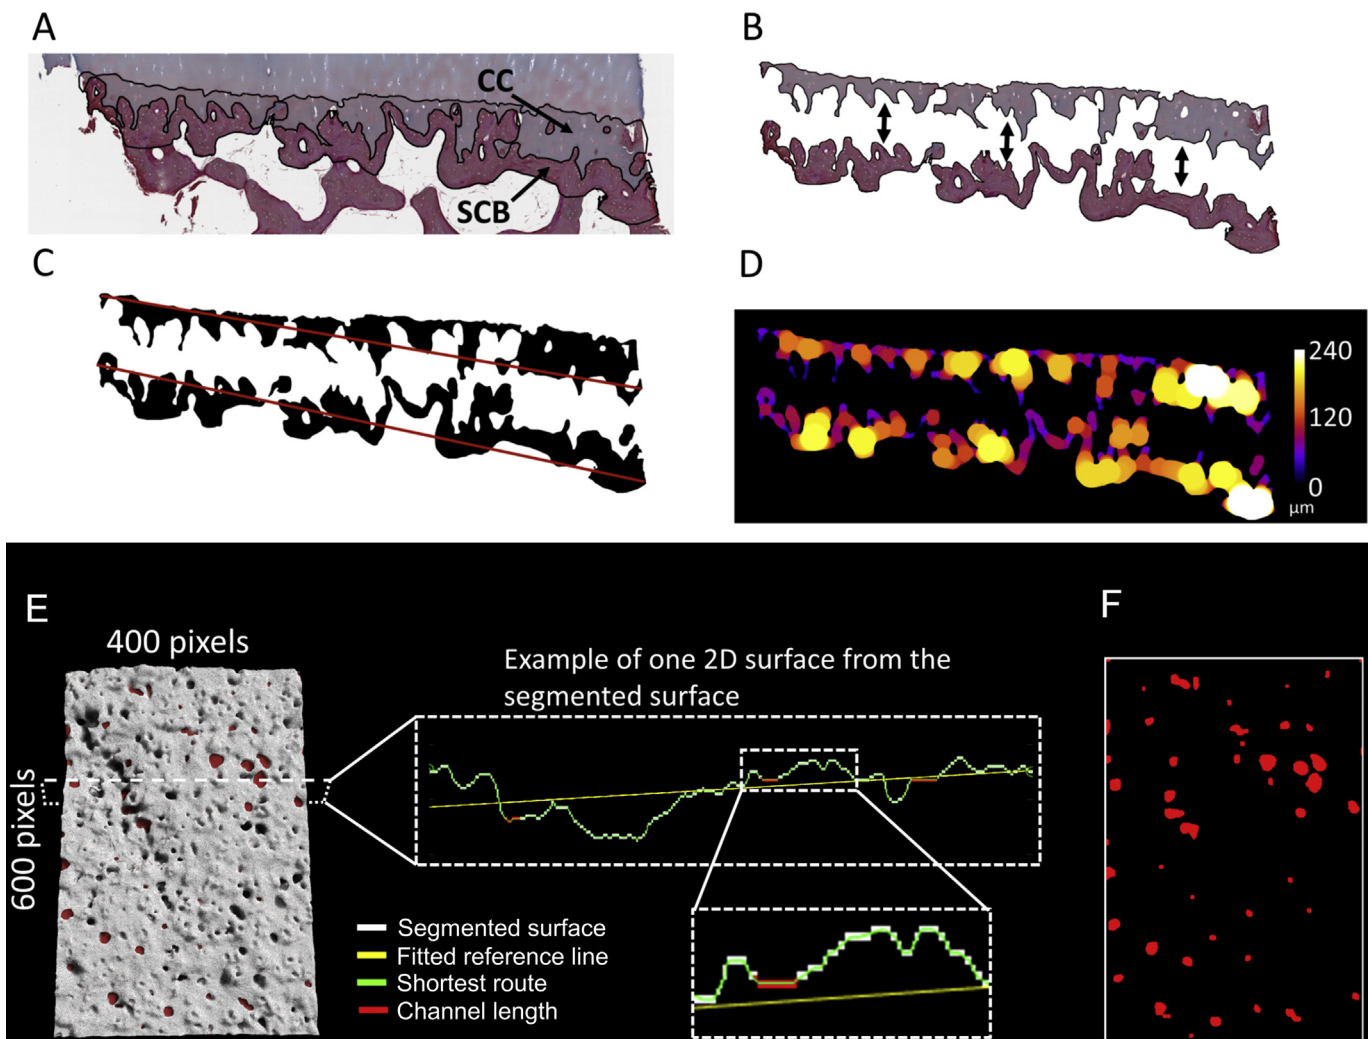 A
CC
SCB
B
C
D
240
120
0
μm
E
400 pixels
600 pixels
Example of one 2D surface from the
segmented surface
Segmented surface
Fitted reference line
Shortest route
Channel length
F